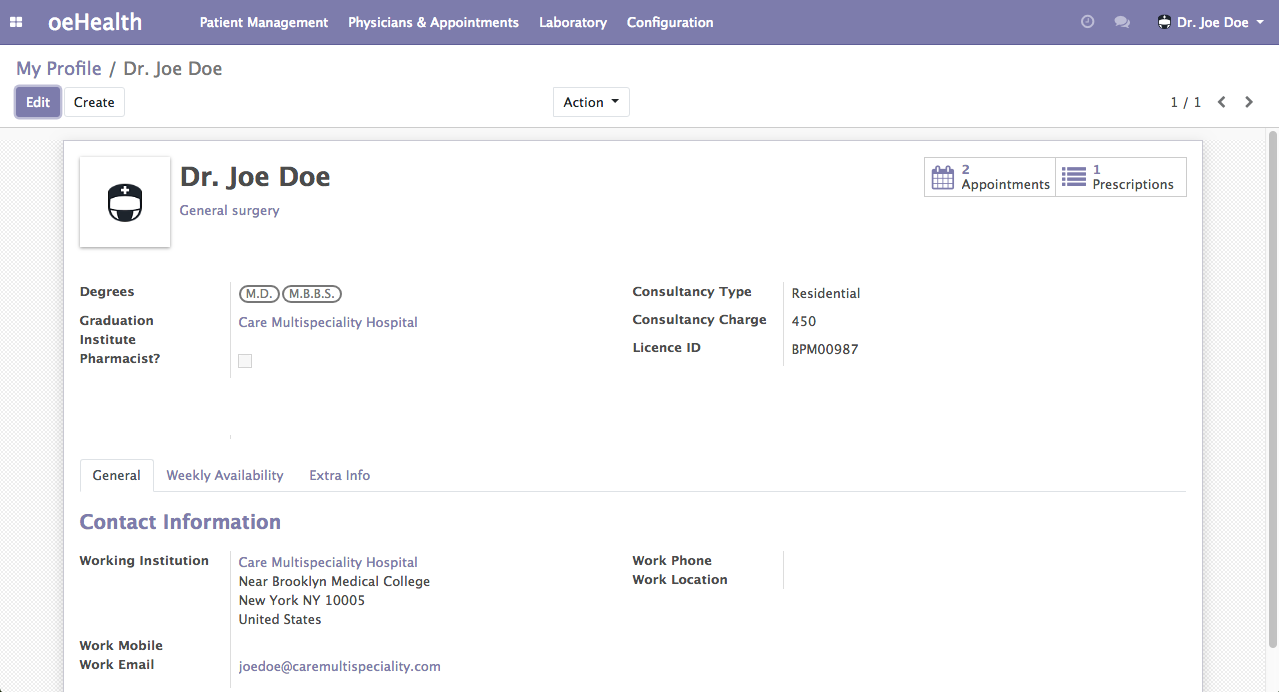 oeHealth Patient Management Physicians & Appointments Laboratory Configuration Dr. Joe Doe
My Profile / Dr. Joe Doe
Edit Create Action 1 / 1
Dr. Joe Doe
General surgery
2
Appointments
1
Prescriptions
Degrees M.D. M.B.B.S.
Graduation
Institute
Care Multispeciality Hospital
Pharmacist?
Consultancy Type Residential
Consultancy Charge 450
Licence ID BPM00987
General Weekly Availability Extra Info
Contact Information
Working Institution Care Multispeciality Hospital
Near Brooklyn Medical College
New York NY 10005
United States
Work Mobile
Work Email joedoe@caremultispeciality.com
Work Phone
Work Location